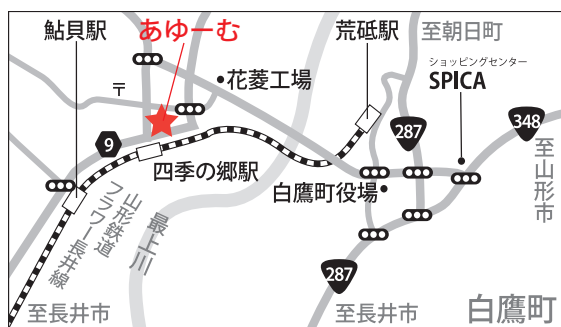 鮎貝駅
あゆーむ
荒砥駅
至朝日町
ショッピングセンター
SPICA
花菱工場
〒
9
287
348
四季の郷駅
白鷹町役場
至山形市
山形鉄道
フラワー長井線
最上川
287
至長井市
至長井市
白鷹町